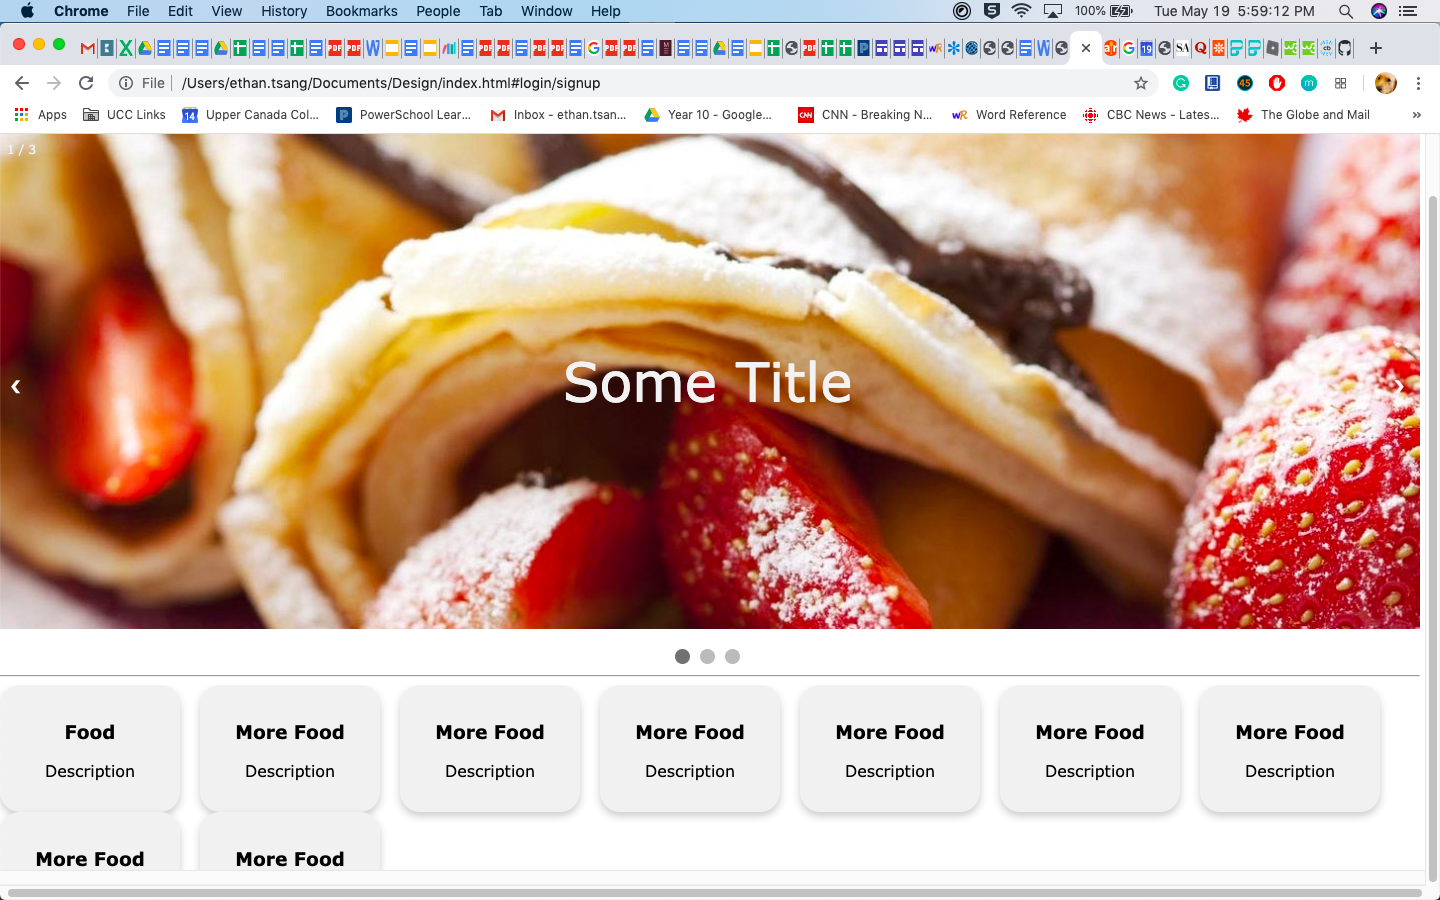 Chrome File Edit View History Bookmarks People Tab Window Help 100% Tue May 19 5:59:12 PM
File /Users/ethan.tsang/Documents/Design/index.html#login/signup
Apps UCC Links Upper Canada Col... PowerSchool Lear... Inbox - ethan.tsan... Year 10 - Google... CNN - Breaking N... Word Reference CBC News - Lates... The Globe and Mail »
1 / 3
Some Title
Food More Food More Food More Food More Food More Food More Food
Description Description Description Description Description Description Description
More Food More Food